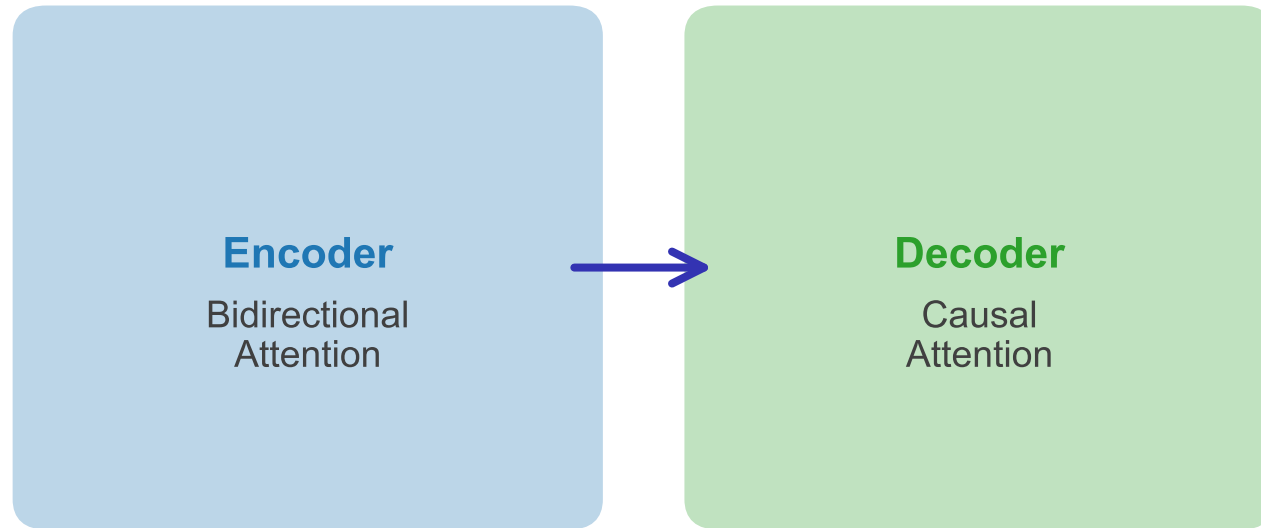 Encoder
Bidirectional
Attention
Decoder
Causal
Attention